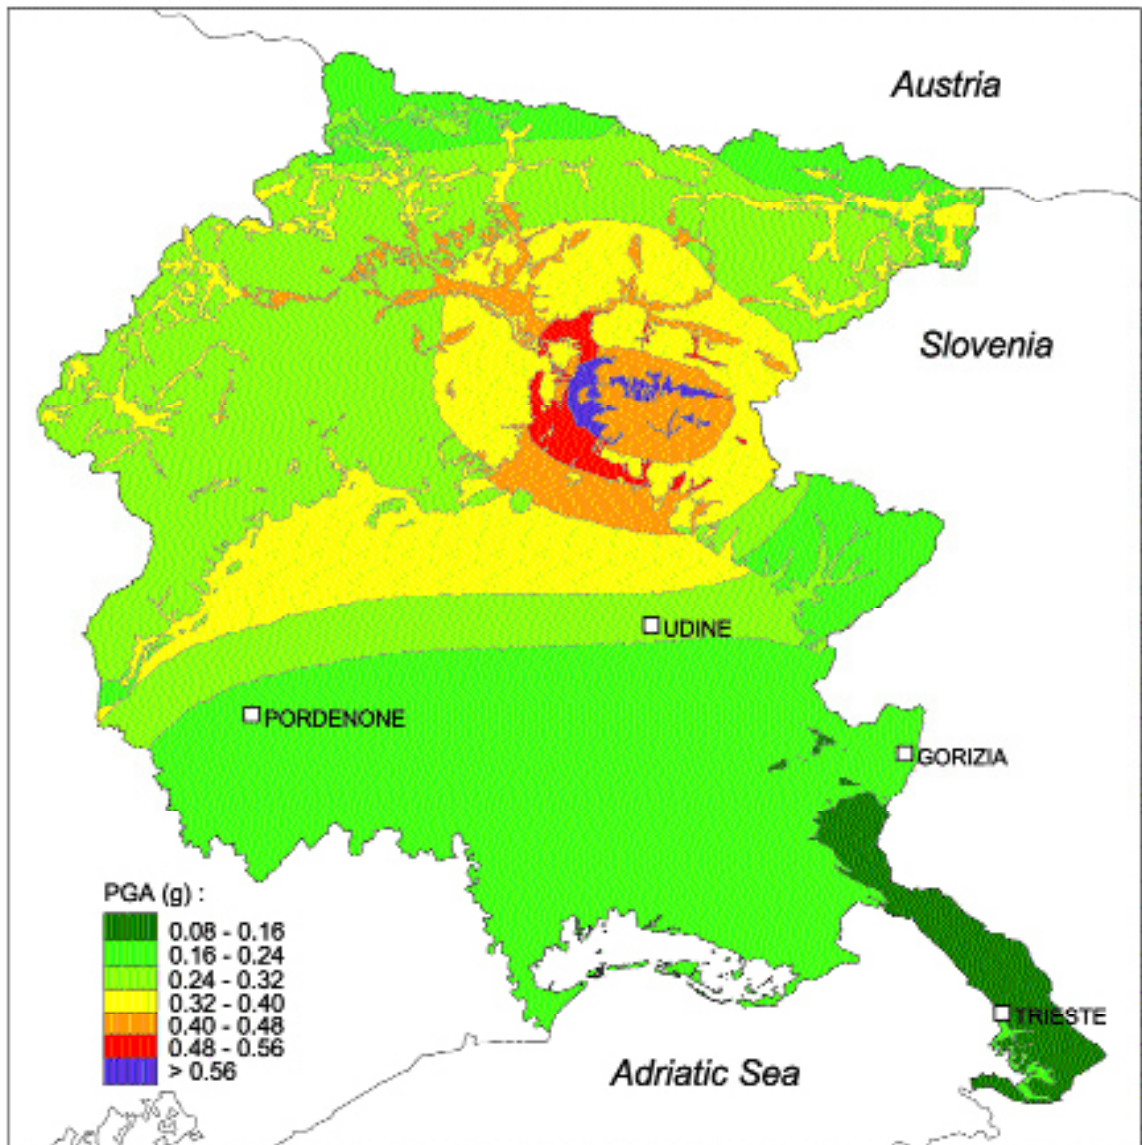 Austria
Slovenia
UDINE
PORDENONE
GORIZIA
PGA (g) :
0.08 - 0.16
0.16 - 0.24
0.24 - 0.32
0.32 - 0.40
0.40 - 0.48
0.48 - 0.56
> 0.56
TRIESTE
Adriatic Sea